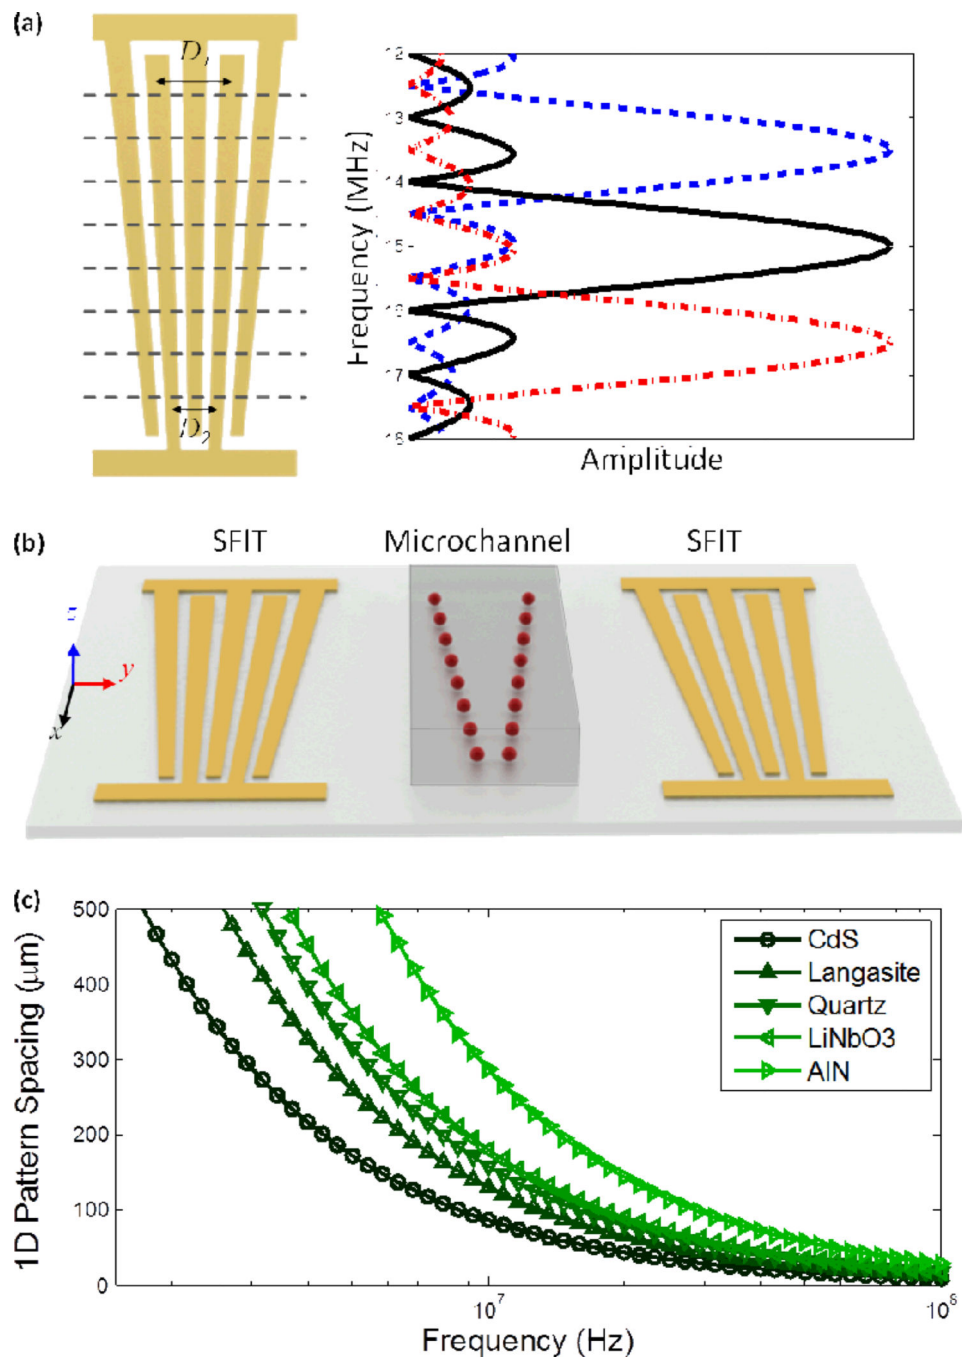 (a)
D1
D2
Frequency (MHz)
12
13
14
15
16
17
18
Amplitude
(b)
SFIT
Microchannel
SFIT
z
y
x
(c)
1D Pattern Spacing (μm)
500
400
300
200
100
0
CdS
Langasite
Quartz
LiNbO3
AlN
10^7
10^8
Frequency (Hz)